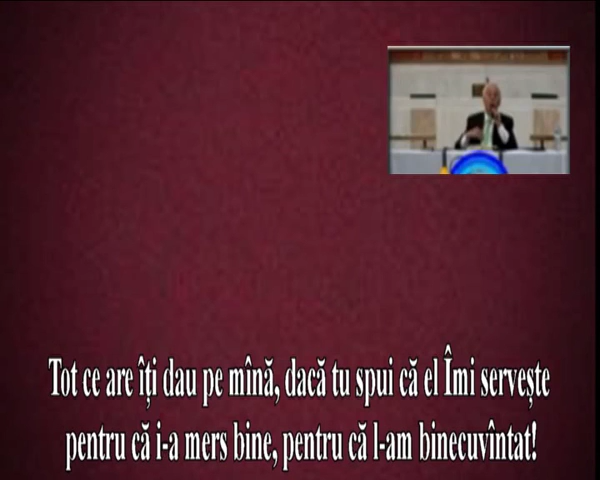 Tot ce are îți dau pe mînă, dacă tu spui că el Îmi servește
pentru că i-a mers bine, pentru că l-am binecuvîntat!